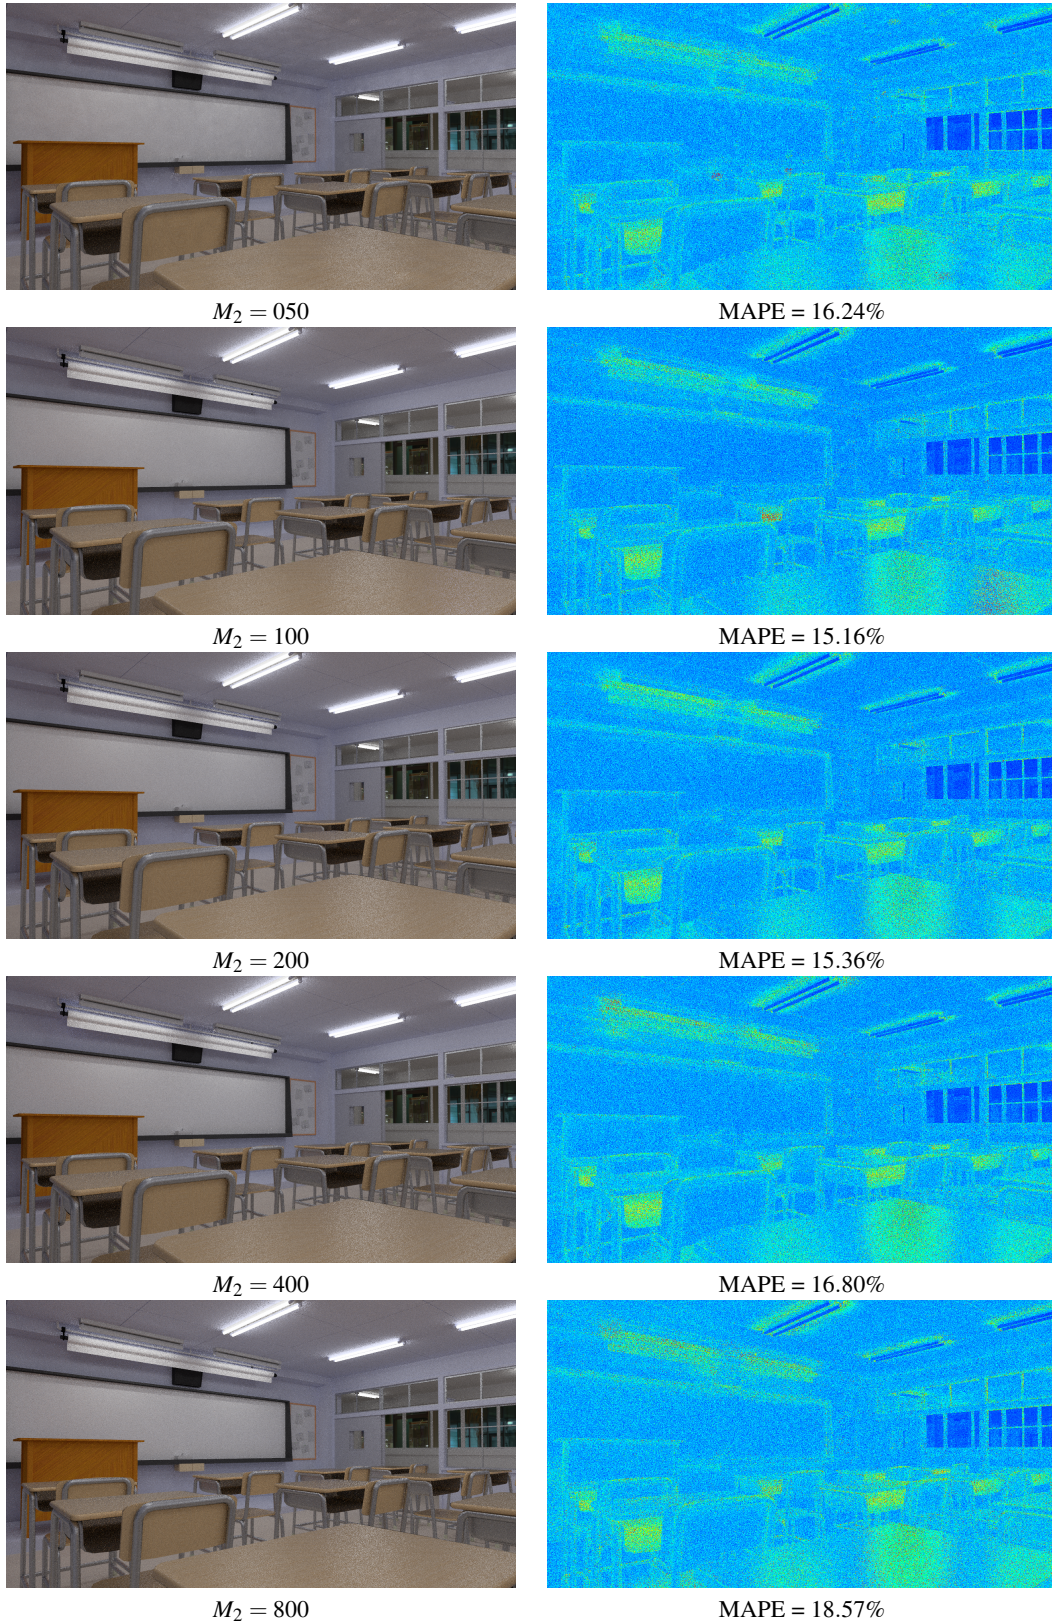 M₂ = 050 MAPE = 16.24%
M₂ = 100 MAPE = 15.16%
M₂ = 200 MAPE = 15.36%
M₂ = 400 MAPE = 16.80%
M₂ = 800 MAPE = 18.57%